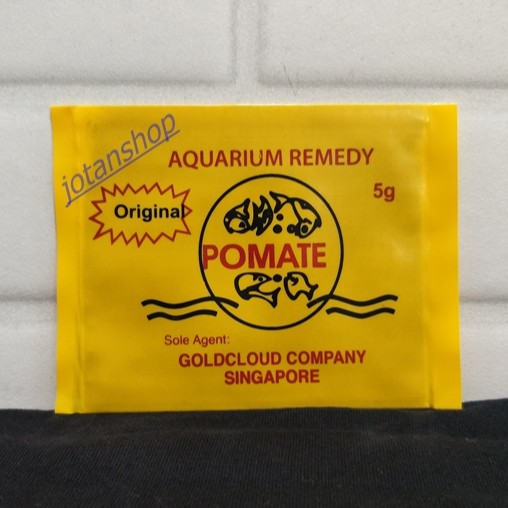 jotanshop
AQUARIUM REMEDY
5g
Original
POMATE
Sole Agent:
GOLDCLOUD COMPANY
SINGAPORE